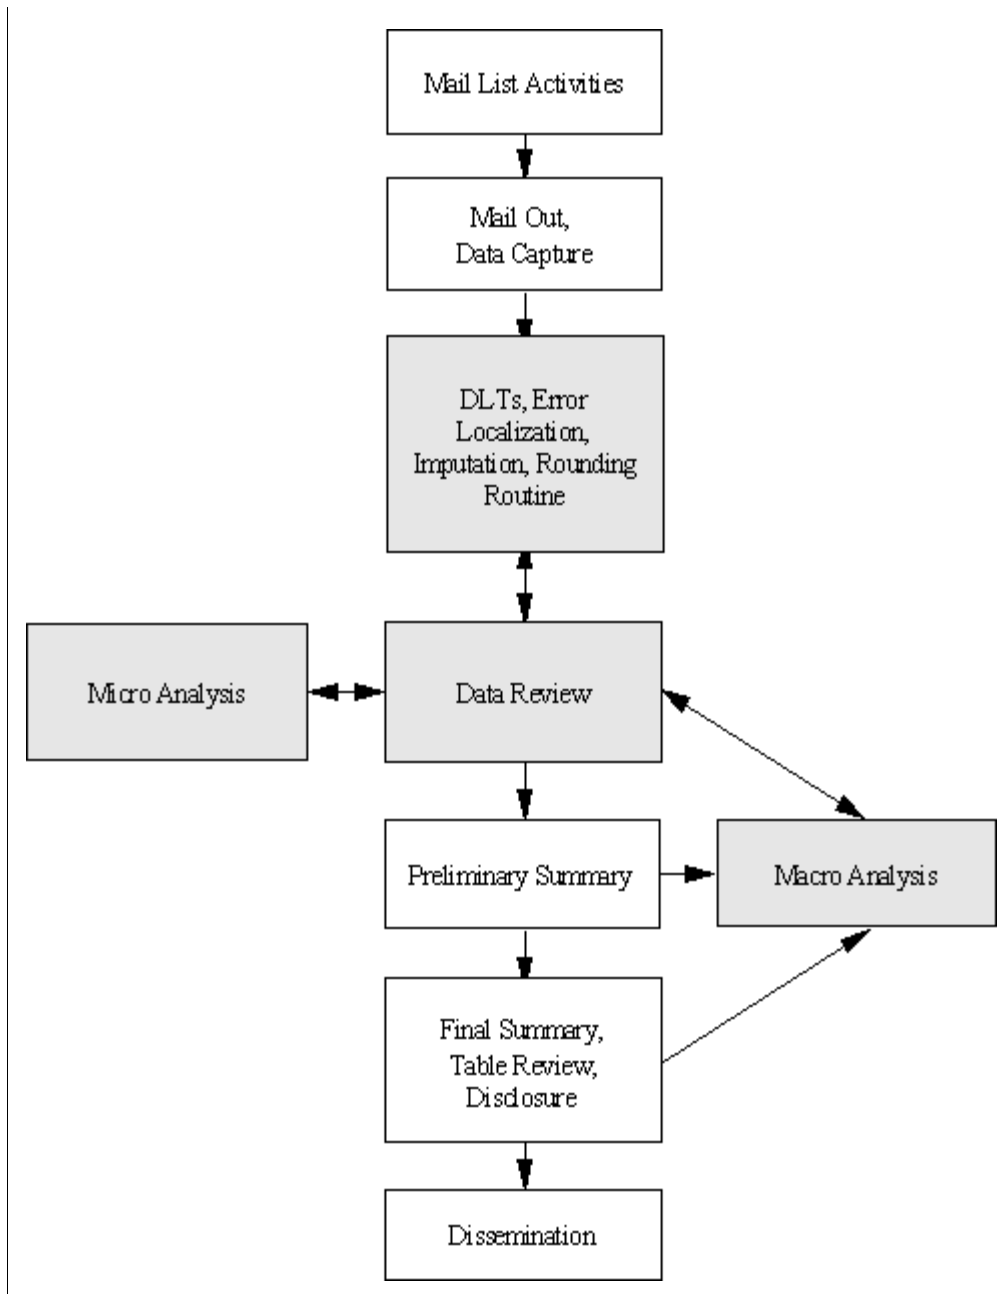 Mail List Activities
Mail Out,
Data Capture
DLTs, Error
Localization,
Imputation, Rounding
Routine
Micro Analysis
Data Review
Preliminary Summary
Macro Analysis
Final Summary,
Table Review,
Disclosure
Dissemination